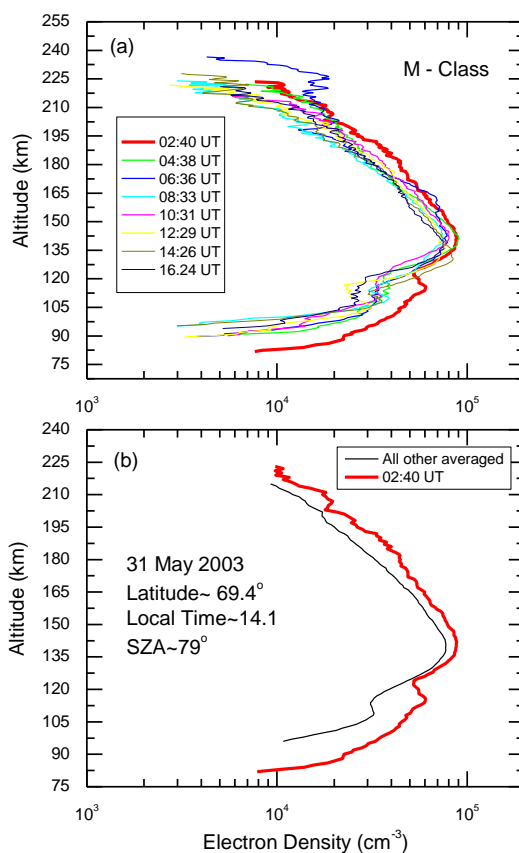 255
240
225
210
195
180
165
150
135
120
105
90
75
Altitude (km)
(a)
M - Class
02:40 UT
04:38 UT
06:36 UT
08:33 UT
10:31 UT
12:29 UT
14:26 UT
16.24 UT
10³ 10⁴ 10⁵
240
225
210
195
180
165
150
135
120
105
90
75
Altitude (km)
(b)
All other averaged
02:40 UT
31 May 2003
Latitude~ 69.4°
Local Time~14.1
SZA~79°
10³ 10⁴ 10⁵
Electron Density (cm⁻³)